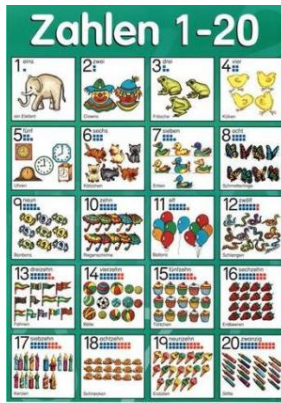 Zahlen 1-20
1 eins
ein Elefant
2 zwei
Clowns
3 drei
Frösche
4 vier
Küken
5 fünf
Uhren
6 sechs
Kätzchen
7 sieben
Enten
8 acht
Schmetterlinge
9 neun
Bonbons
10 zehn
Regenschirme
11 elf
Ballons
12 zwölf
Schlangen
13 dreizehn
Fahnen
14 vierzehn
Bälle
15 fünfzehn
Törtchen
16 sechzehn
Erdbeeren
17 siebzehn
Kerzen
18 achtzehn
Schnecken
19 neunzehn
20 zwanzig
Stifte